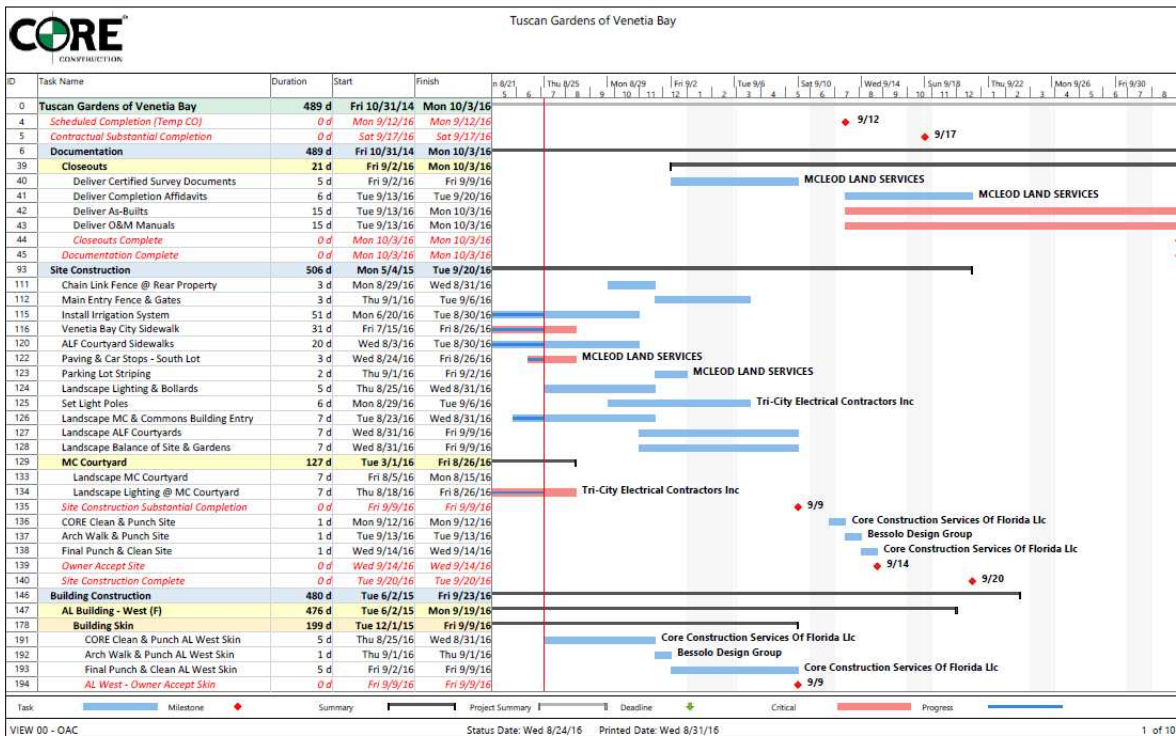 CORE
CONSTRUCTION
Tuscan Gardens of Venetia Bay
ID Task Name Duration Start Finish n 8/21 Thu 8/25 Mon 8/29 Fri 9/2 Tue 9/6 Sat 9/10 Wed 9/14 Sun 9/18 Thu 9/22 Mon 9/26 Fri 9/30
5 6 7 8 9 10 11 12 1 2 3 4 5 6 7 8 9 10 11 12 1 2 3 4 5 6 7 8
0 Tuscan Gardens of Venetia Bay 489 d Fri 10/31/14 Mon 10/3/16
4 Scheduled Completion (Temp CO) 0 d Mon 9/12/16 Mon 9/12/16 9/12
5 Contractual Substantial Completion 0 d Sat 9/17/16 Sat 9/17/16 9/17
6 Documentation 489 d Fri 10/31/14 Mon 10/3/16
39 Closeouts 21 d Fri 9/2/16 Mon 10/3/16
40 Deliver Certified Survey Documents 5 d Fri 9/2/16 Fri 9/9/16 MCLEOD LAND SERVICES
41 Deliver Completion Affidavits 6 d Tue 9/13/16 Tue 9/20/16 MCLEOD LAND SERVICES
42 Deliver As-Builts 15 d Tue 9/13/16 Mon 10/3/16
43 Deliver O&M Manuals 15 d Tue 9/13/16 Mon 10/3/16
44 Closeouts Complete 0 d Mon 10/3/16 Mon 10/3/16
45 Documentation Complete 0 d Mon 10/3/16 Mon 10/3/16
93 Site Construction 506 d Mon 5/4/15 Tue 9/20/16
111 Chain Link Fence @ Rear Property 3 d Mon 8/29/16 Wed 8/31/16
112 Main Entry Fence & Gates 3 d Thu 9/1/16 Tue 9/6/16
115 Install Irrigation System 51 d Mon 6/20/16 Tue 8/30/16
116 Venetia Bay City Sidewalk 31 d Fri 7/15/16 Fri 8/26/16
120 ALF Courtyard Sidewalks 20 d Wed 8/3/16 Tue 8/30/16
122 Paving & Car Stops - South Lot 3 d Wed 8/24/16 Fri 8/26/16 MCLEOD LAND SERVICES
123 Parking Lot Striping 2 d Thu 9/1/16 Fri 9/2/16 MCLEOD LAND SERVICES
124 Landscape Lighting & Bollards 5 d Thu 8/25/16 Wed 8/31/16
125 Set Light Poles 6 d Mon 8/29/16 Tue 9/6/16 Tri-City Electrical Contractors Inc
126 Landscape MC & Commons Building Entry 7 d Tue 8/23/16 Wed 8/31/16
127 Landscape ALF Courtyards 7 d Wed 8/31/16 Fri 9/9/16
128 Landscape Balance of Site & Gardens 7 d Wed 8/31/16 Fri 9/9/16
129 MC Courtyard 127 d Tue 3/1/16 Fri 8/26/16
133 Landscape MC Courtyard 7 d Fri 8/5/16 Mon 8/15/16
134 Landscape Lighting @ MC Courtyard 7 d Thu 8/18/16 Fri 8/26/16 Tri-City Electrical Contractors Inc
135 Site Construction Substantial Completion 0 d Fri 9/9/16 Fri 9/9/16 9/9
136 CORE Clean & Punch Site 1 d Mon 9/12/16 Mon 9/12/16 Core Construction Services Of Florida Llc
137 Arch Walk & Punch Site 1 d Tue 9/13/16 Tue 9/13/16 Bessolo Design Group
138 Final Punch & Clean Site 1 d Wed 9/14/16 Wed 9/14/16 Core Construction Services Of Florida Llc
139 Owner Accept Site 0 d Wed 9/14/16 Wed 9/14/16 9/14
140 Site Construction Complete 0 d Tue 9/20/16 Tue 9/20/16 9/20
146 Building Construction 480 d Tue 6/2/15 Fri 9/23/16
147 AL Building - West (F) 476 d Tue 6/2/15 Mon 9/19/16
178 Building Skin 199 d Tue 12/1/15 Fri 9/9/16
191 CORE Clean & Punch AL West Skin 5 d Thu 8/25/16 Wed 8/31/16 Core Construction Services Of Florida Llc
192 Arch Walk & Punch AL West Skin 1 d Thu 9/1/16 Thu 9/1/16 Bessolo Design Group
193 Final Punch & Clean AL West Skin 5 d Fri 9/2/16 Fri 9/9/16 Core Construction Services Of Florida Llc
194 AL West - Owner Accept Skin 0 d Fri 9/9/16 Fri 9/9/16 9/9
Task Milestone Summary Project Summary Deadline Critical Progress
VIEW 00 - OAC Status Date: Wed 8/24/16 Printed Date: Wed 8/31/16 1 of 10